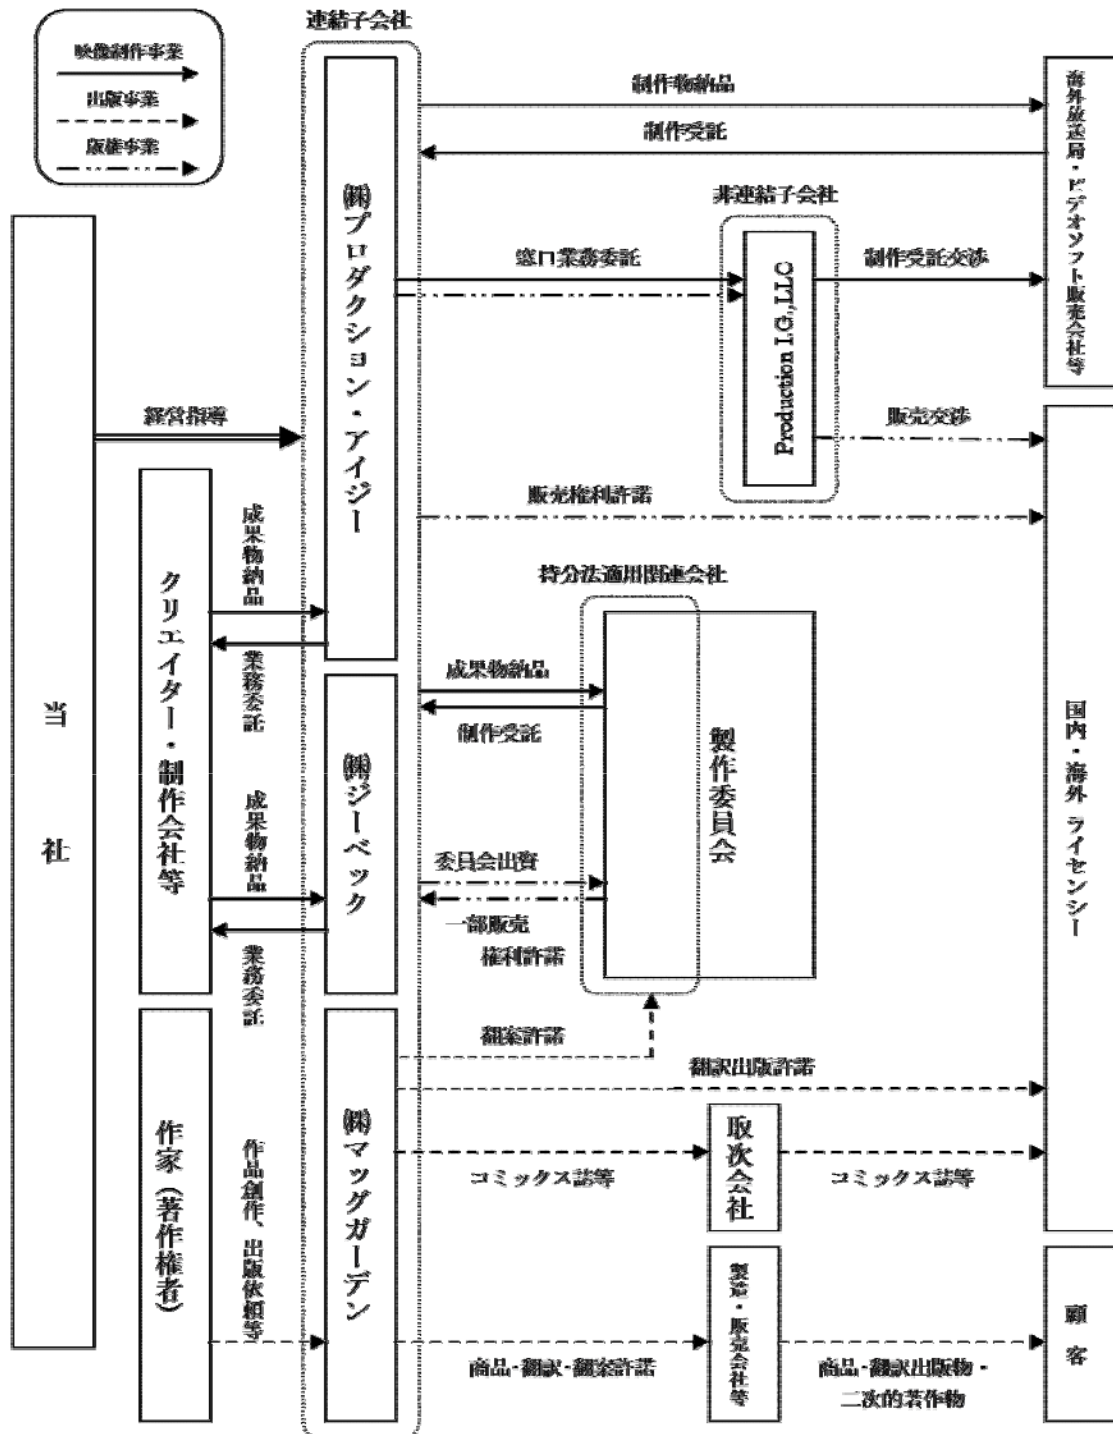 連結子会社
映像制作事業
出版事業
版権事業
制作物納品
制作受託
海外放送局・ビデオソフト販売会社等
㈱プロダクション・アイジー
非連結子会社
窓口業務委託
Production I.G.,LLC
制作受託交渉
経営指導
販売交渉
販売権利許諾
当社
クリエイター・制作会社等
成果物納品
業務委託
持分法適用関連会社
成果物納品
制作受託
製作委員会
㈱ジーベック
成果物納品
業務委託
委員会出資
一部販売
権利許諾
国内・海外 ライセンシー
翻案許諾
翻訳出版許諾
作家(著作権者)
作品創作、出版依頼等
㈱マッグガーデン
コミックス誌等
取次会社
コミックス誌等
商品・翻訳・翻案許諾
製造・販売会社等
商品・翻訳出版物・
二次的著作物
顧客